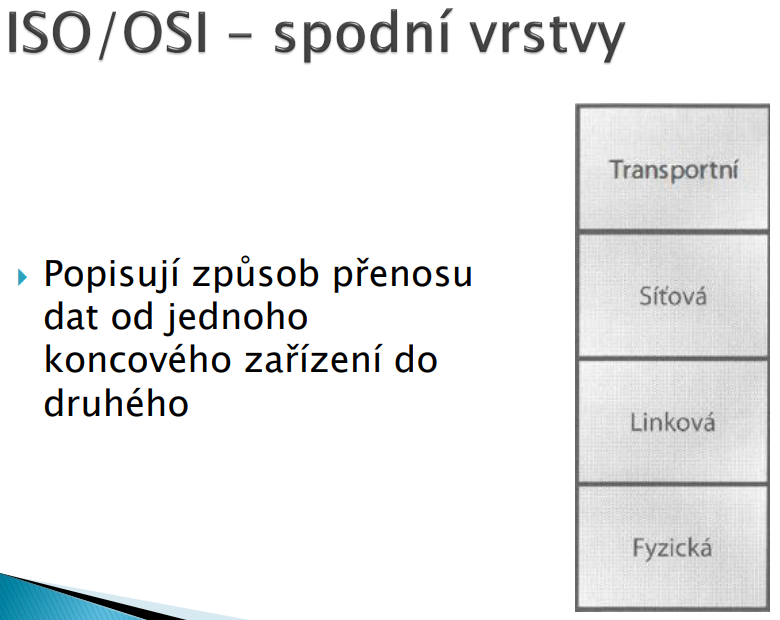 ISO/OSI – spodní vrstvy
Popisují způsob přenosu
dat od jednoho
koncového zařízení do
druhého
Transportní
Síťová
Linková
Fyzická